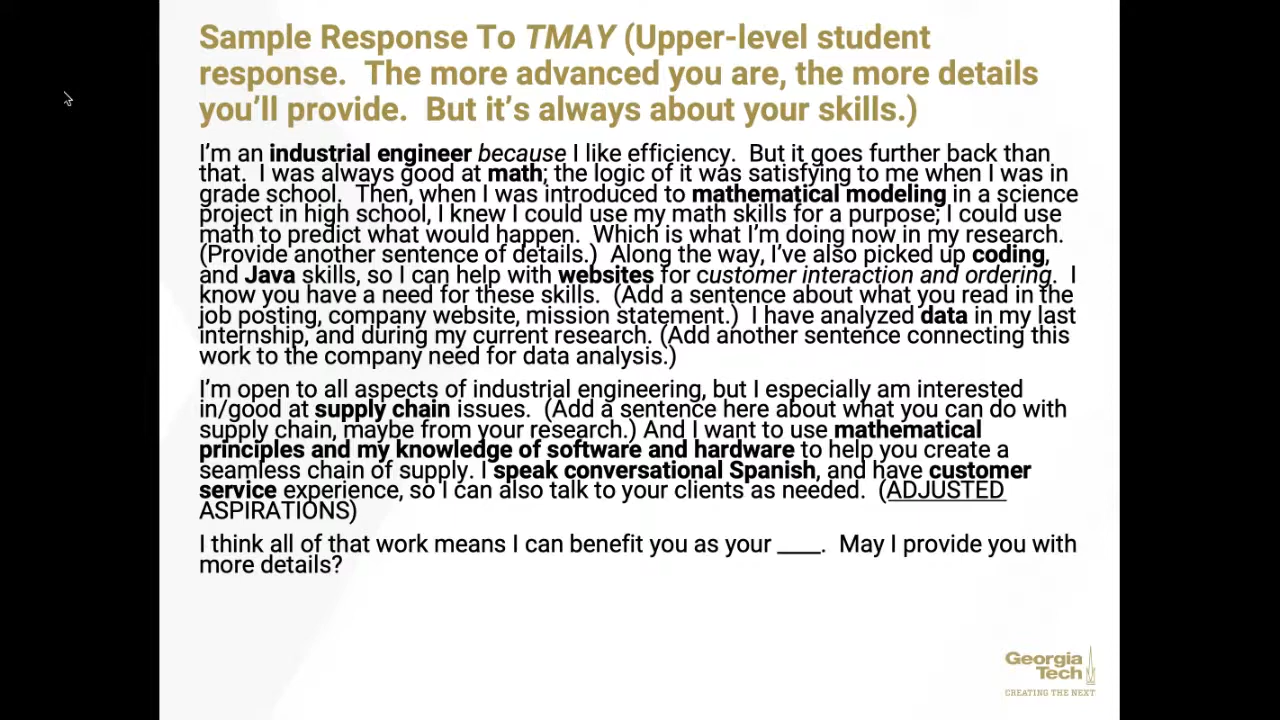 Sample Response To TMAY (Upper-level student
response.  The more advanced you are, the more details
you'll provide.  But it's always about your skills.)
I'm an industrial engineer because I like efficiency.  But it goes further back than
that.  I was always good at math; the logic of it was satisfying to me when I was in
grade school.  Then, when I was introduced to mathematical modeling in a science
project in high school, I knew I could use my math skills for a purpose; I could use
math to predict what would happen.  Which is what I'm doing now in my research.
(Provide another sentence of details.)  Along the way, I've also picked up coding,
and Java skills, so I can help with websites for customer interaction and ordering.  I
know you have a need for these skills.  (Add a sentence about what you read in the
job posting, company website, mission statement.)  I have analyzed data in my last
internship, and during my current research. (Add another sentence connecting this
work to the company need for data analysis.)
I'm open to all aspects of industrial engineering, but I especially am interested
in/good at supply chain issues.  (Add a sentence here about what you can do with
supply chain, maybe from your research.) And I want to use mathematical
principles and my knowledge of software and hardware to help you create a
seamless chain of supply. I speak conversational Spanish, and have customer
service experience, so I can also talk to your clients as needed.  (ADJUSTED
ASPIRATIONS)
I think all of that work means I can benefit you as your ____.  May I provide you with
more details?
Georgia
Tech
CREATING THE NEXT